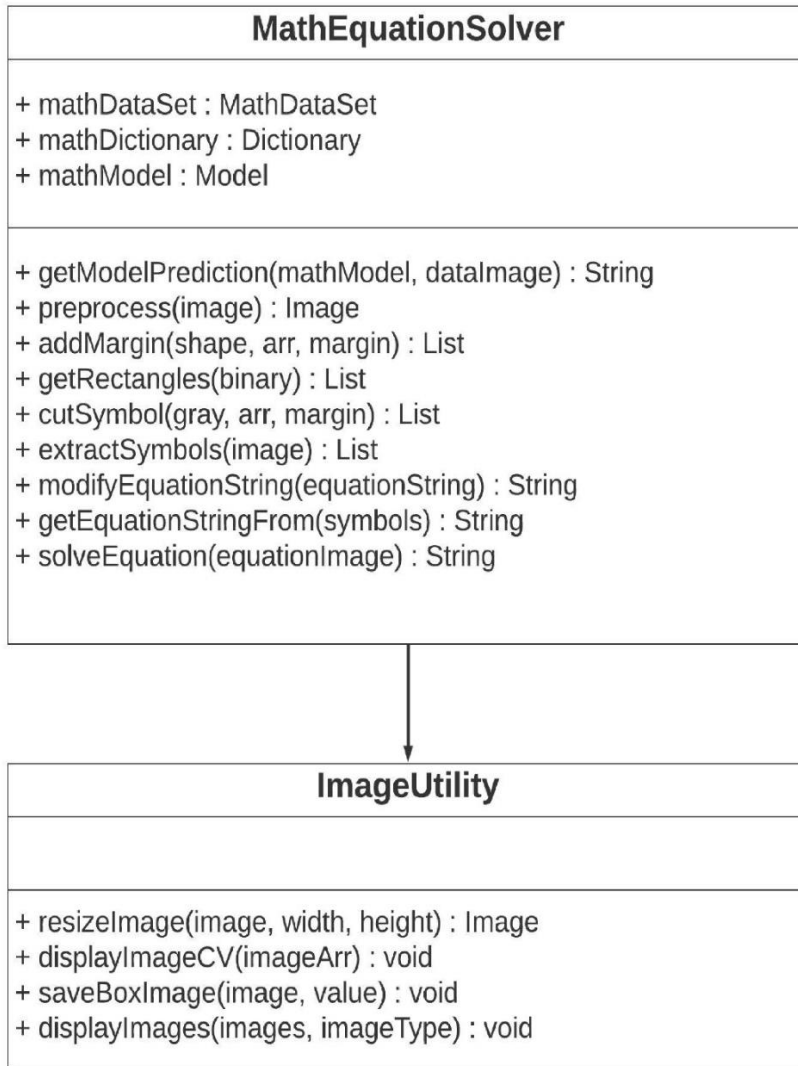 MathEquationSolver
+ mathDataSet : MathDataSet
+ mathDictionary : Dictionary
+ mathModel : Model
+ getModelPrediction(mathModel, dataImage) : String
+ preprocess(image) : Image
+ addMargin(shape, arr, margin) : List
+ getRectangles(binary) : List
+ cutSymbol(gray, arr, margin) : List
+ extractSymbols(image) : List
+ modifyEquationString(equationString) : String
+ getEquationStringFrom(symbols) : String
+ solveEquation(equationImage) : String
ImageUtility
+ resizeImage(image, width, height) : Image
+ displayImageCV(imageArr) : void
+ saveBoxImage(image, value) : void
+ displayImages(images, imageType) : void